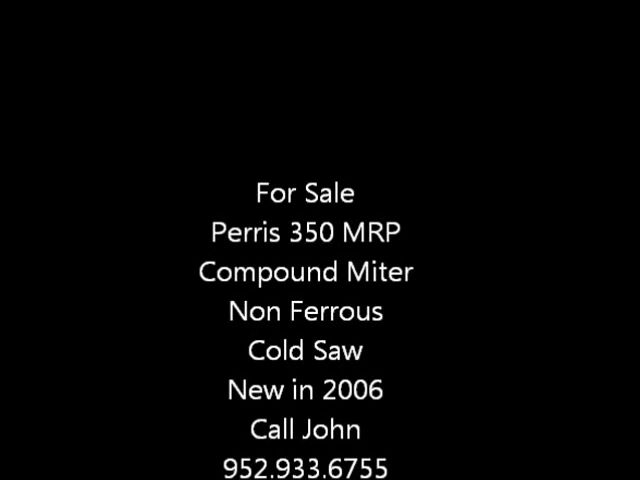 For Sale
Perris 350 MRP
Compound Miter
Non Ferrous
Cold Saw
New in 2006
Call John
952.933.6755